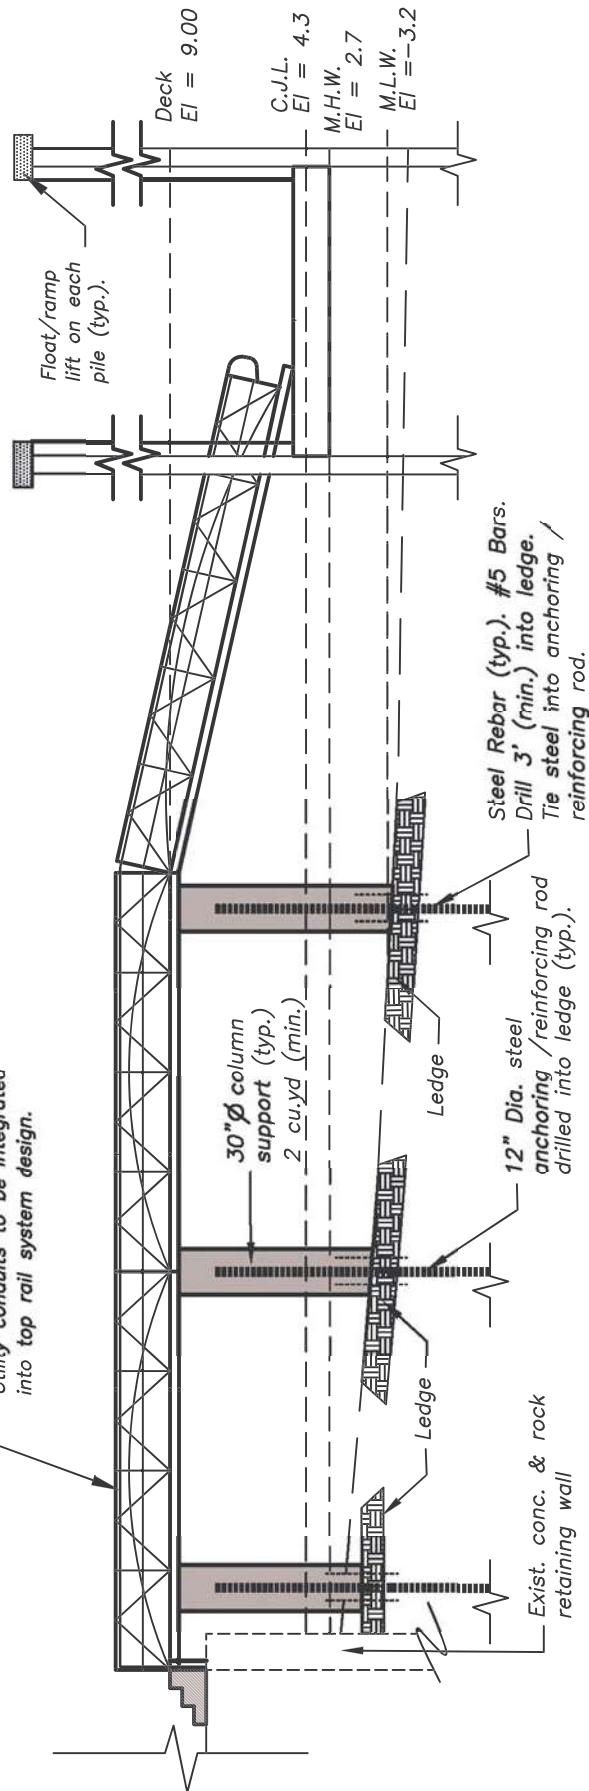 Utility conduits to be integrated
into top rail system design.
Float/ramp
lift on each
pile (typ.).
Deck
El = 9.00
C.J.L.
El = 4.3
M.H.W.
El = 2.7
M.L.W.
El =-3.2
30"Ø column
support (typ.)
2 cu.yd (min.)
Ledge
Ledge
Exist. conc. & rock
retaining wall
12" Dia. steel
anchoring /reinforcing rod
drilled into ledge (typ.).
Steel Rebar (typ.). #5 Bars.
Drill 3' (min.) into ledge.
Tie steel into anchoring /
reinforcing rod.